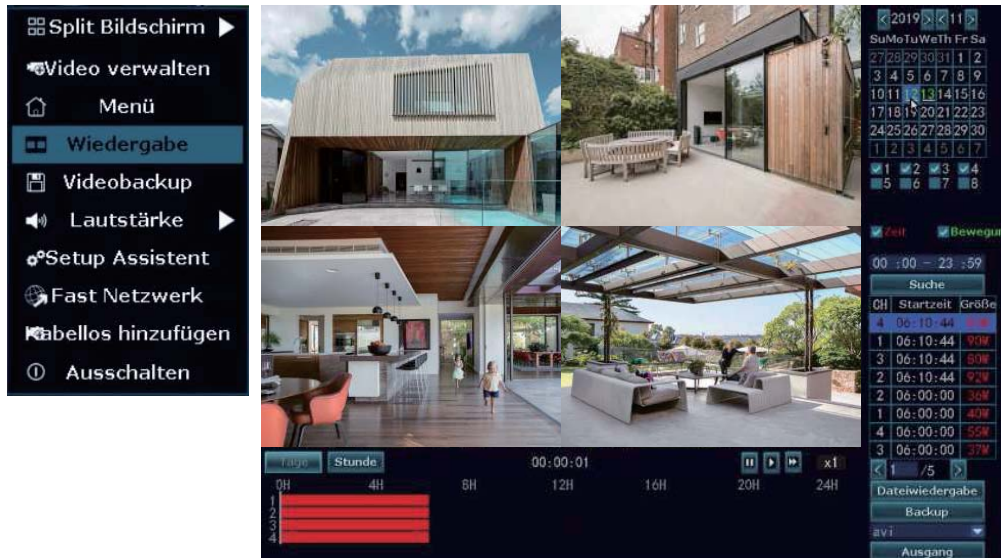 Split Bildschirm
Video verwalten
Menü
Wiedergabe
Videobackup
Lautstärke
Setup Assistent
Fast Netzwerk
Kabellos hinzufügen
Ausschalten
2019 11
SuMoTuWeTh Fr Sa
27 28 29 30 31 1 2
3 4 5 6 7 8 9
10 11 12 13 14 15 16
17 18 19 20 21 22 23
24 25 26 27 28 29 30
1 2 3 4 5 6 7
1 2 3 4
5 6 7 8
Zeit Bewegun
00 :00 - 23 :59
Suche
CH Startzeit Größe
4 06:10:44
1 06:10:44 90M
3 06:10:44 80M
2 06:10:44 92M
2 06:00:00 36M
1 06:00:00 40M
4 06:00:00 55M
3 06:00:00 37M
1 /5
Dateiwiedergabe
Backup
avi
Ausgang
Tage Stunde 00:00:01 x1
0H 4H 8H 12H 16H 20H 24H
1
2
3
4